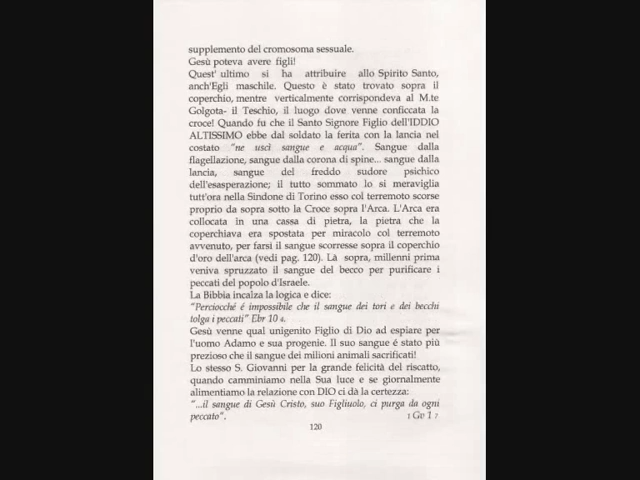 supplemento del cromosoma sessuale.
Gesù poteva avere figli!
Quest' ultimo si ha attribuire allo Spirito Santo,
anch'Egli maschile. Questo è stato trovato sopra il
coperchio, mentre verticalmente corrispondeva al M.te
Golgota- il Teschio, il luogo dove venne conficcata la
croce! Quando fu che il Santo Signore Figlio dell'IDDIO
ALTISSIMO ebbe dal soldato la ferita con la lancia nel
costato "ne uscì sangue e acqua". Sangue dalla
flagellazione, sangue dalla corona di spine... sangue dalla
lancia, sangue del freddo sudore psichico
dell'esasperazione; il tutto sommato lo si meraviglia
tutt'ora nella Sindone di Torino esso col terremoto scorse
proprio da sopra sotto la Croce sopra l'Arca. L'Arca era
collocata in una cassa di pietra, la pietra che la
coperchiava era spostata per miracolo col terremoto
avvenuto, per farsi il sangue scorresse sopra il coperchio
d'oro dell'arca (vedi pag. 120). Là sopra, millenni prima
veniva spruzzato il sangue del becco per purificare i
peccati del popolo d'Israele.
La Bibbia incalza la logica e dice:
"Perciocché é impossibile che il sangue dei tori e dei becchi
tolga i peccati" Ebr 10 4.
Gesù venne qual unigenito Figlio di Dio ad espiare per
l'uomo Adamo e sua progenie. Il suo sangue é stato più
prezioso che il sangue dei milioni animali sacrificati!
Lo stesso S. Giovanni per la grande felicità del riscatto,
quando camminiamo nella Sua luce e se giornalmente
alimentiamo la relazione con DIO ci dà la certezza:
"...il sangue di Gesù Cristo, suo Figliuolo, ci purga da ogni
peccato". 1 Gv 1 7
120